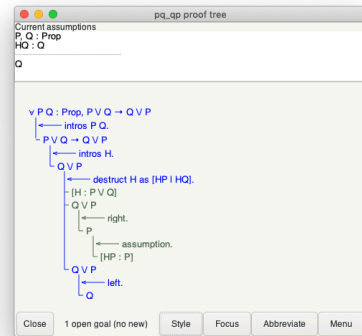 pq_qp proof tree
Current assumptions
P, Q : Prop
HQ : Q
Q
∀ P Q : Prop, P ∨ Q → Q ∨ P
intros P Q.
P ∨ Q → Q ∨ P
intros H.
Q ∨ P
destruct H as [HP | HQ].
[H : P ∨ Q]
Q ∨ P
right.
P
assumption.
[HP : P]
Q ∨ P
left.
Q
Close 1 open goal (no new) Style Focus Abbreviate Menu